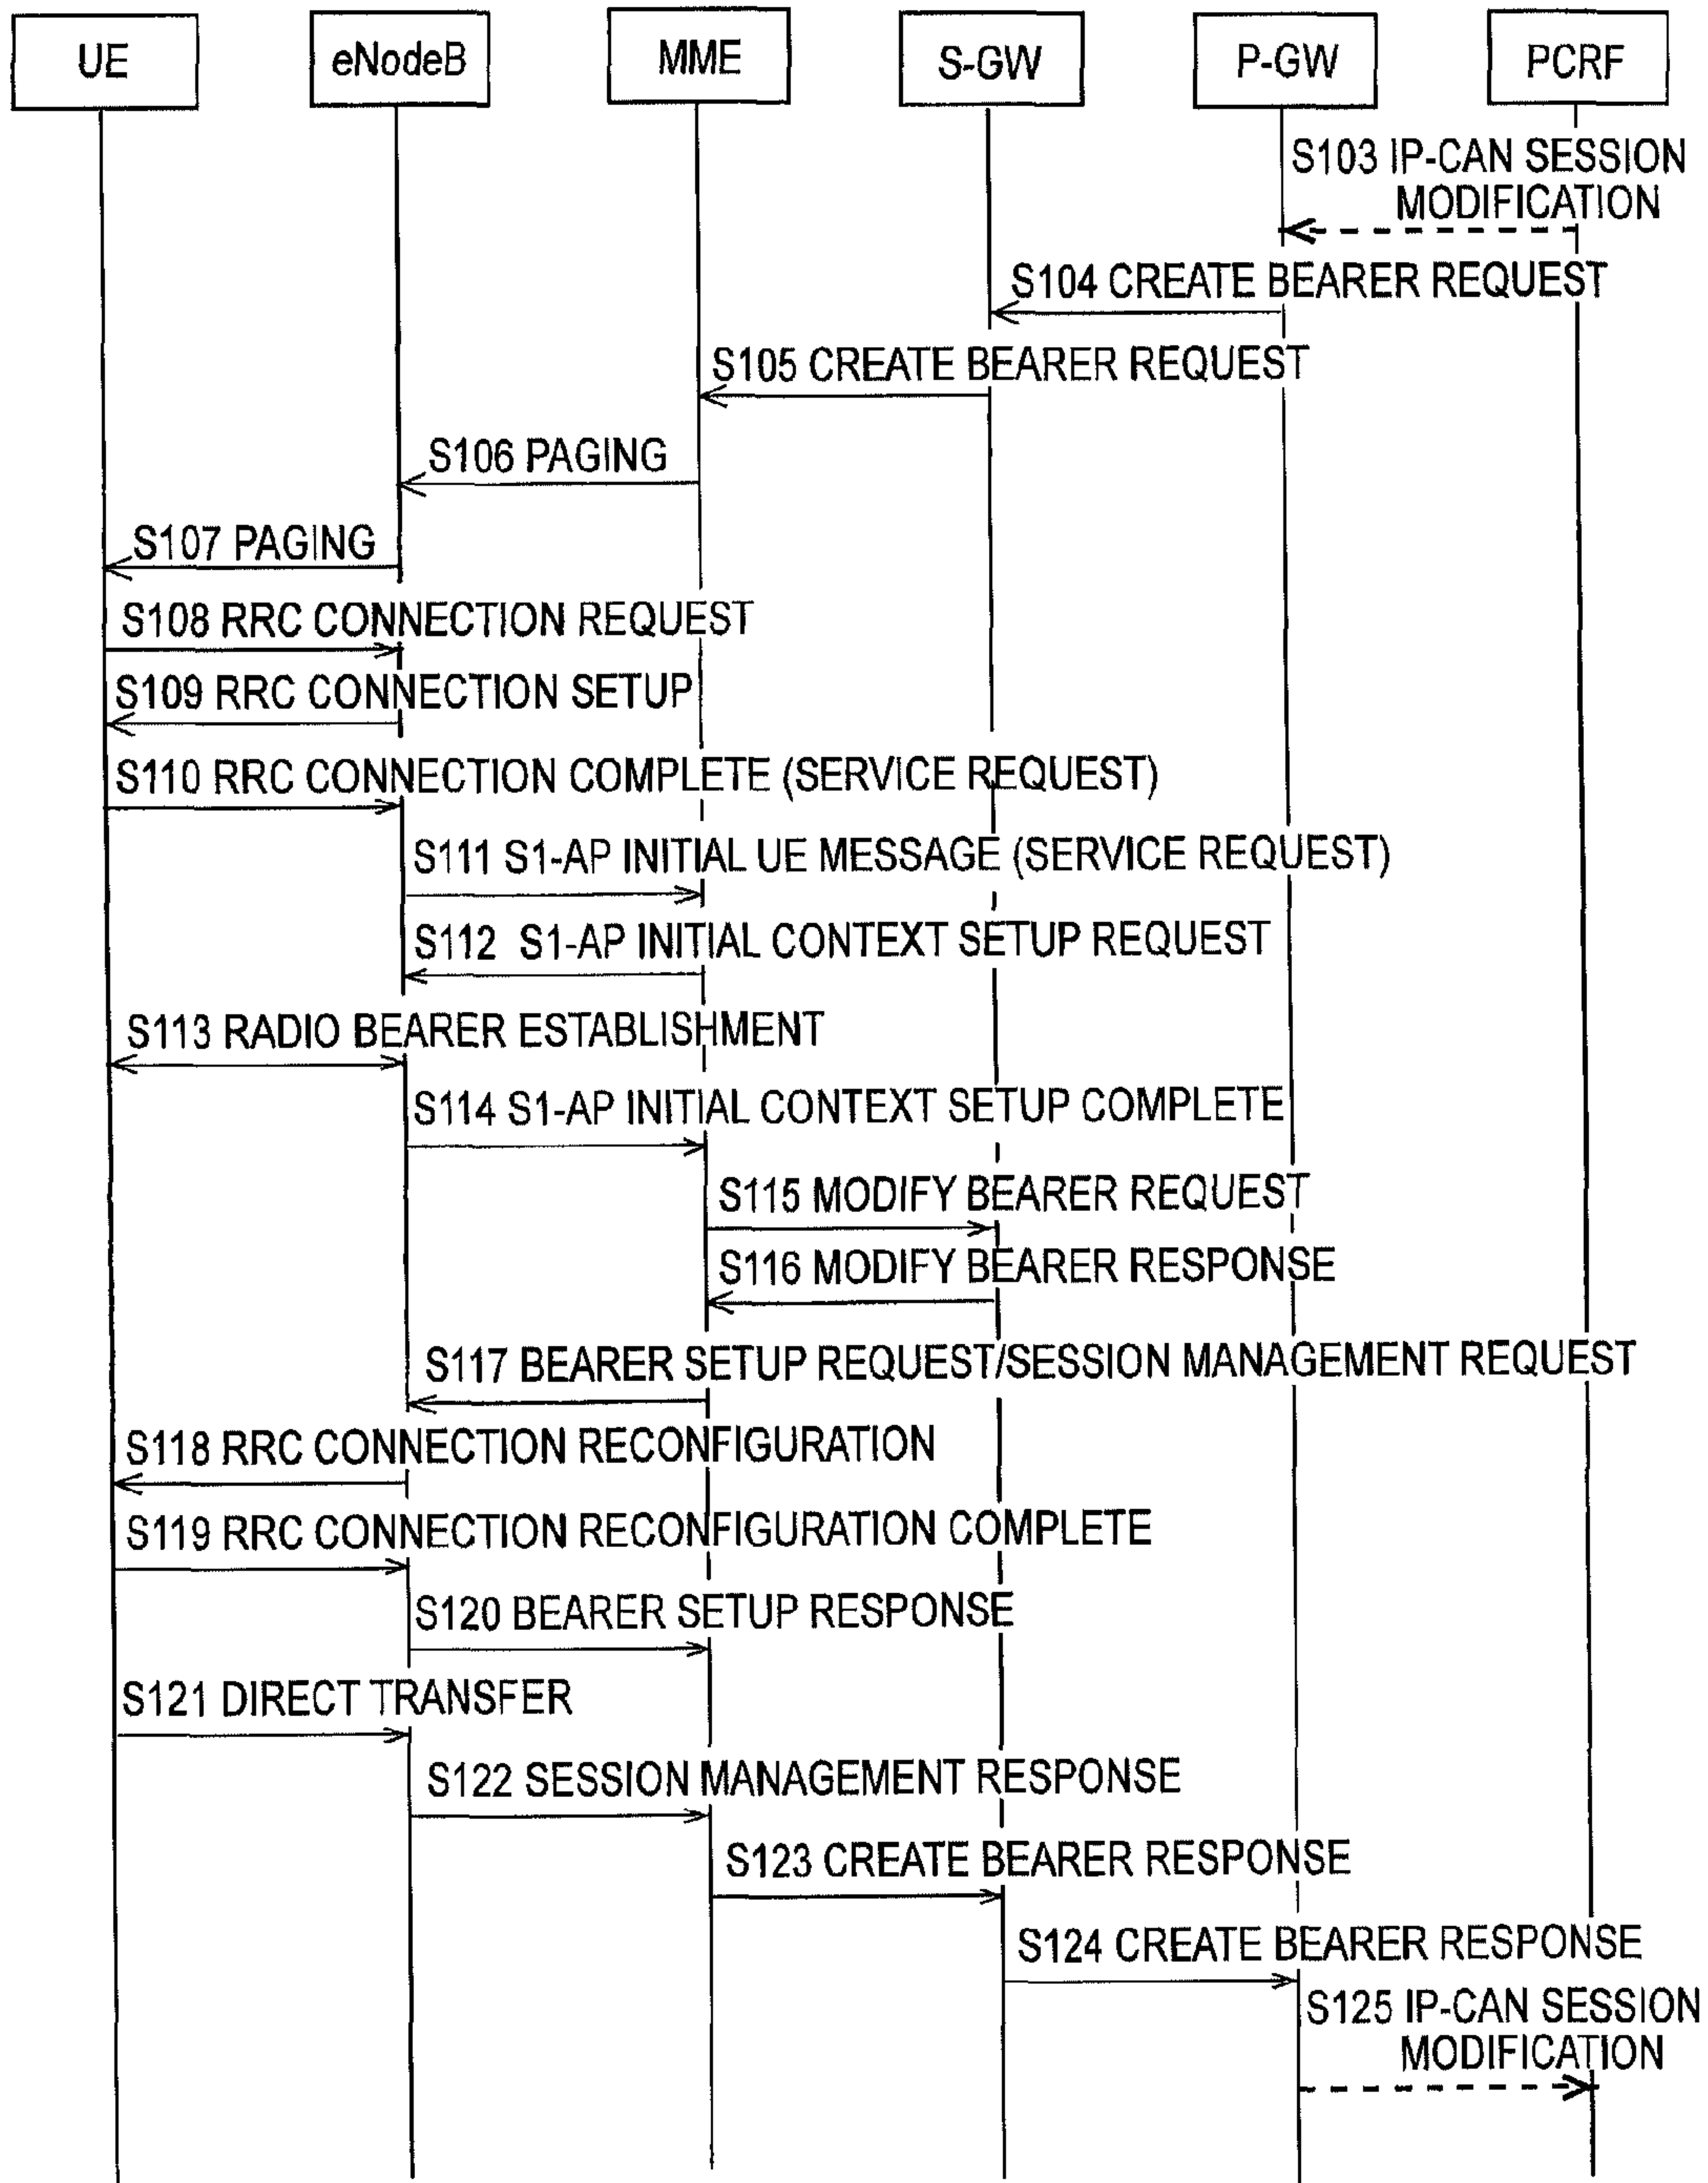 UE
eNodeB
MME
S-GW
P-GW
PCRF
S103 IP-CAN SESSION
MODIFICATION
S104 CREATE BEARER REQUEST
S105 CREATE BEARER REQUEST
S106 PAGING
S107 PAGING
S108 RRC CONNECTION REQUEST
S109 RRC CONNECTION SETUP
S110 RRC CONNECTION COMPLETE (SERVICE REQUEST)
S111 S1-AP INITIAL UE MESSAGE (SERVICE REQUEST)
S112 S1-AP INITIAL CONTEXT SETUP REQUEST
S113 RADIO BEARER ESTABLISHMENT
S114 S1-AP INITIAL CONTEXT SETUP COMPLETE
S115 MODIFY BEARER REQUEST
S116 MODIFY BEARER RESPONSE
S117 BEARER SETUP REQUEST/SESSION MANAGEMENT REQUEST
S118 RRC CONNECTION RECONFIGURATION
S119 RRC CONNECTION RECONFIGURATION COMPLETE
S120 BEARER SETUP RESPONSE
S121 DIRECT TRANSFER
S122 SESSION MANAGEMENT RESPONSE
S123 CREATE BEARER RESPONSE
S124 CREATE BEARER RESPONSE
S125 IP-CAN SESSION
MODIFICATION